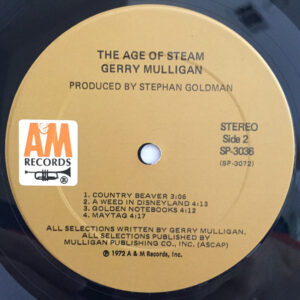 THE AGE OF STEAM
GERRY MULLIGAN
PRODUCED BY STEPHAN GOLDMAN
A&M
RECORDS
®
STEREO
Side 2
SP-3036
(SP-3072)
1. COUNTRY BEAVER 3:06
2. A WEED IN DISNEYLAND 4:13
3. GOLDEN NOTEBOOKS 4:12
4. MAYTAG 4:17
ALL SELECTIONS WRITTEN BY GERRY MULLIGAN.
ALL SELECTIONS PUBLISHED BY
MULLIGAN PUBLISHING CO., INC. (ASCAP)
℗ 1972 A & M Records, Inc.